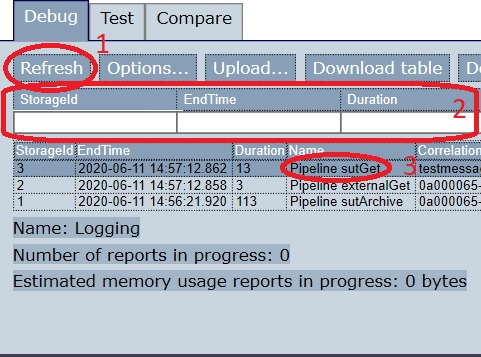 Debug Test Compare
1
Refresh Options... Upload... Download table
StorageId EndTime Duration 2
StorageId EndTime Duration Name Correlation
3 2020-06-11 14:57:12.862 13 Pipeline sutGet 3 testmessa
2 2020-06-11 14:57:12.858 3 Pipeline externalGet 0a000065-
1 2020-06-11 14:56:21.920 113 Pipeline sutArchive 0a000065-
Name: Logging
Number of reports in progress: 0
Estimated memory usage reports in progress: 0 bytes